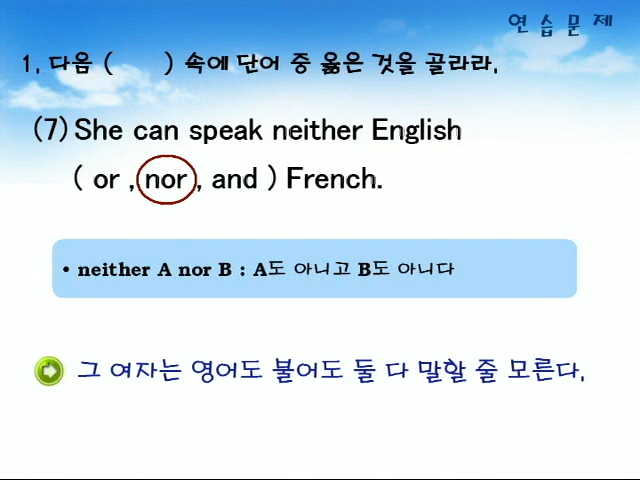 연 습 문 제
1. 다음 (      ) 속에 단어 중 옳은 것을 골라라.
(7) She can speak neither English
( or , nor , and ) French.
• neither A nor B : A도 아니고 B도 아니다
그 여자는 영어도 불어도 둘 다 말할 줄 모른다.